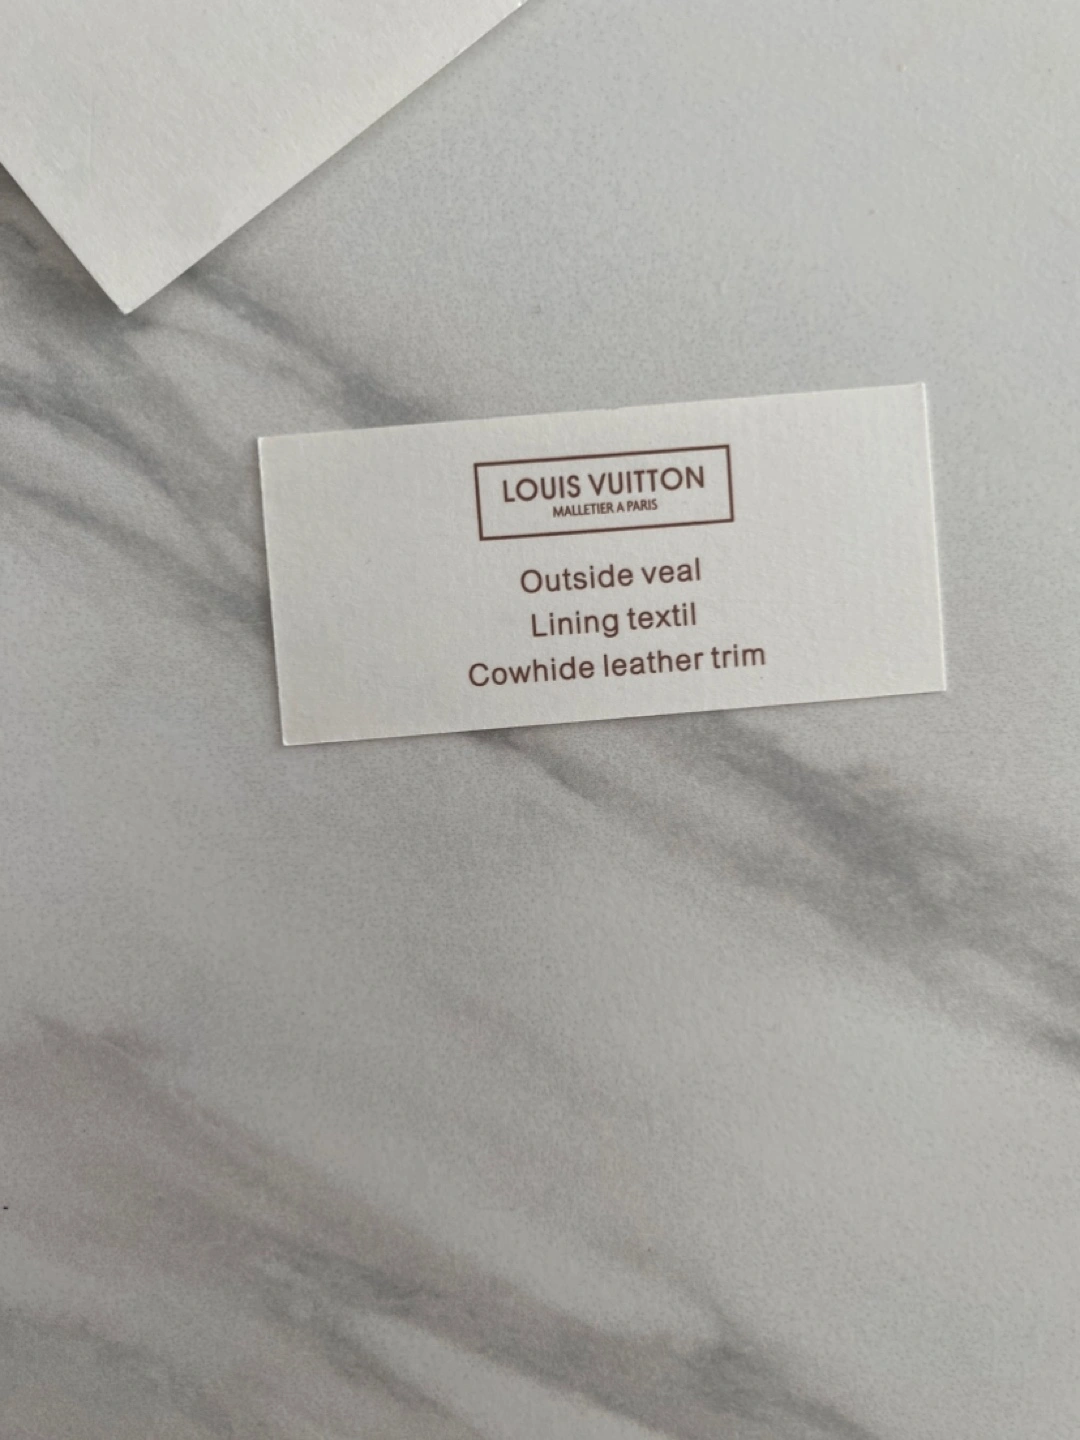 LOUIS VUITTON
MALLETIER A PARIS
Outside veal
Lining textil
Cowhide leather trim